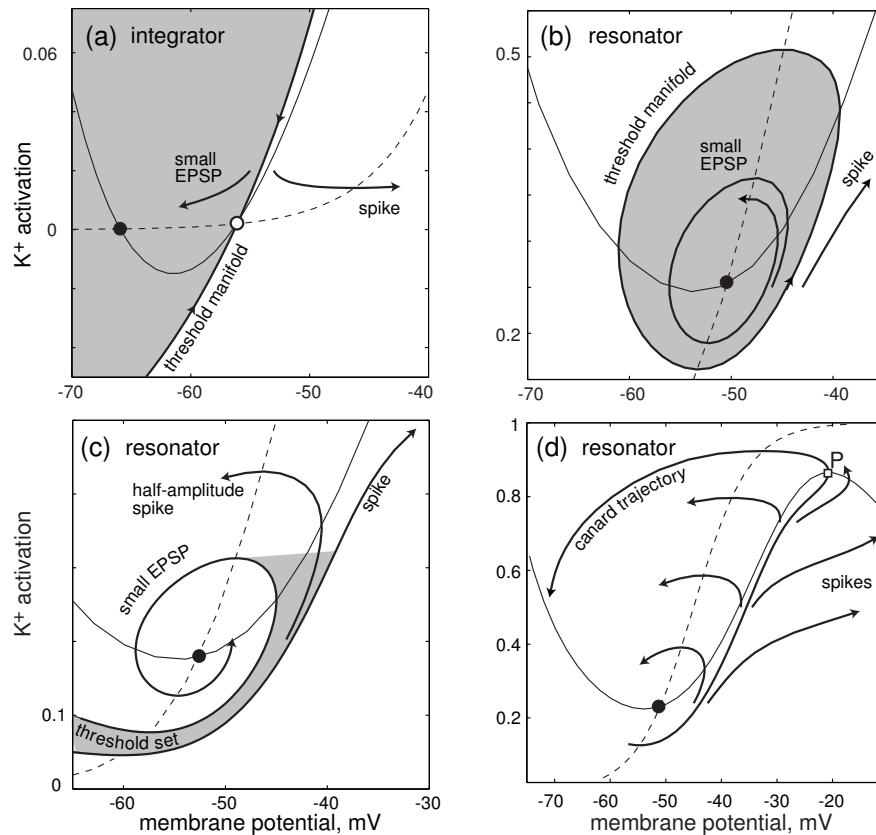 (a) integrator
0.06
K+ activation
0
small
EPSP
spike
threshold manifold
-70
-60
-50
-40
(b) resonator
0.5
0.2
threshold manifold
small
EPSP
spike
-70
-60
-50
-40
(c) resonator
K+ activation
0.1
0
half-amplitude
spike
spike
small EPSP
threshold set
-60
-50
-40
-30
membrane potential, mV
(d) resonator
1
0.8
0.6
0.4
0.2
P
canard trajectory
spikes
-70
-60
-50
-40
-30
-20
membrane potential, mV